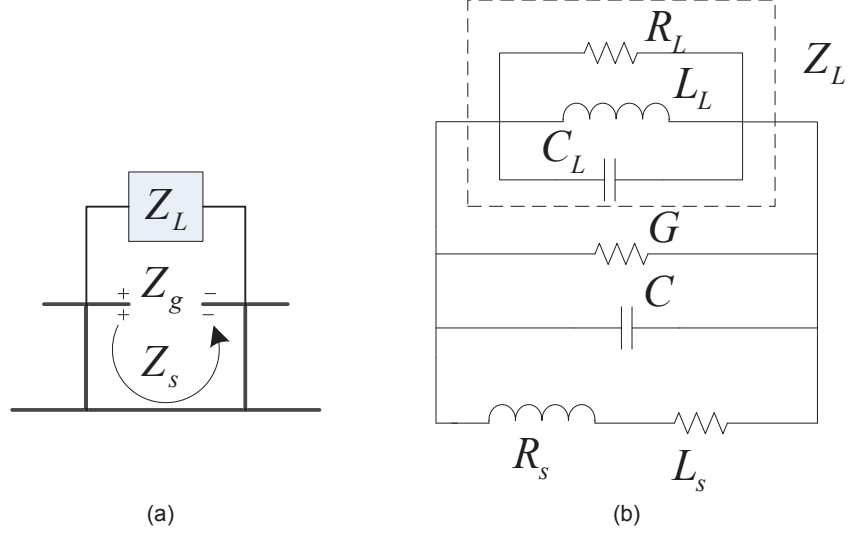 Z_L
+ −
+ Z_g −
Z_s
(a)
R_L
Z_L
L_L
C_L
G
C
R_s
L_s
(b)